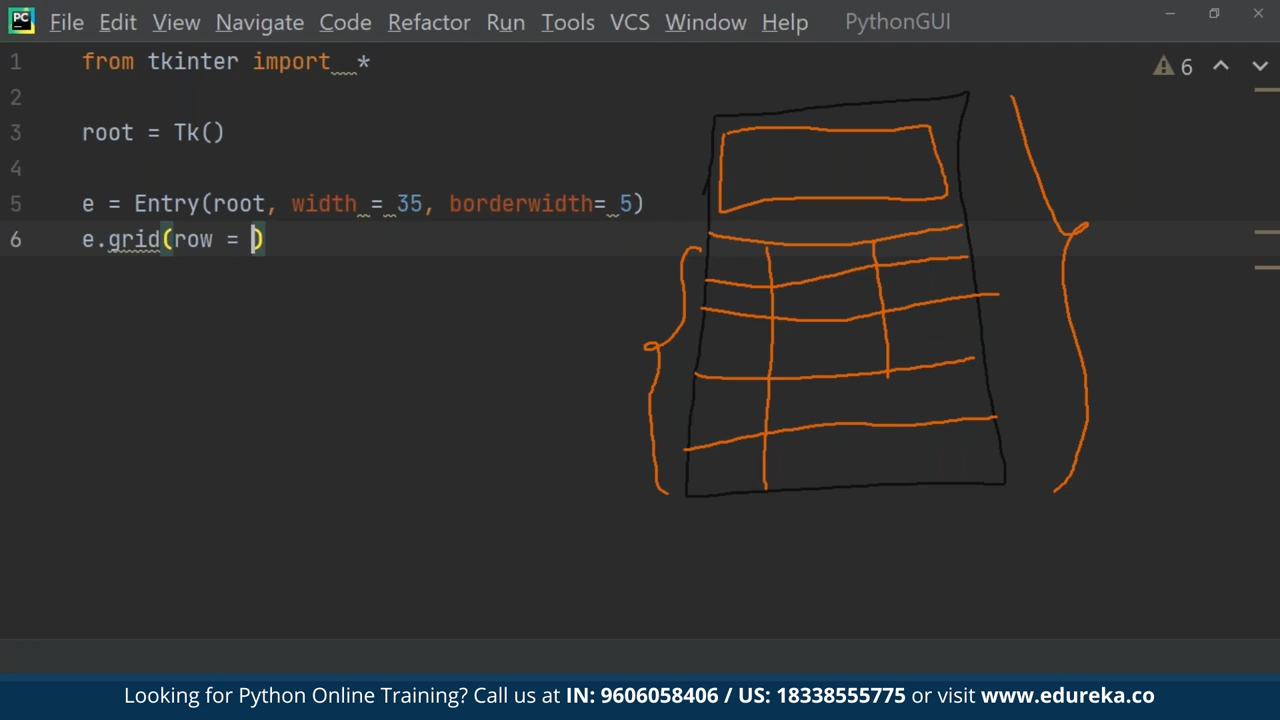 PC File Edit View Navigate Code Refactor Run Tools VCS Window Help PythonGUI
1 from tkinter import *
6
2
3 root = Tk()
4
5 e = Entry(root, width = 35, borderwidth= 5)
6 e.grid(row = )
Looking for Python Online Training? Call us at IN: 9606058406 / US: 18338555775 or visit www.edureka.co